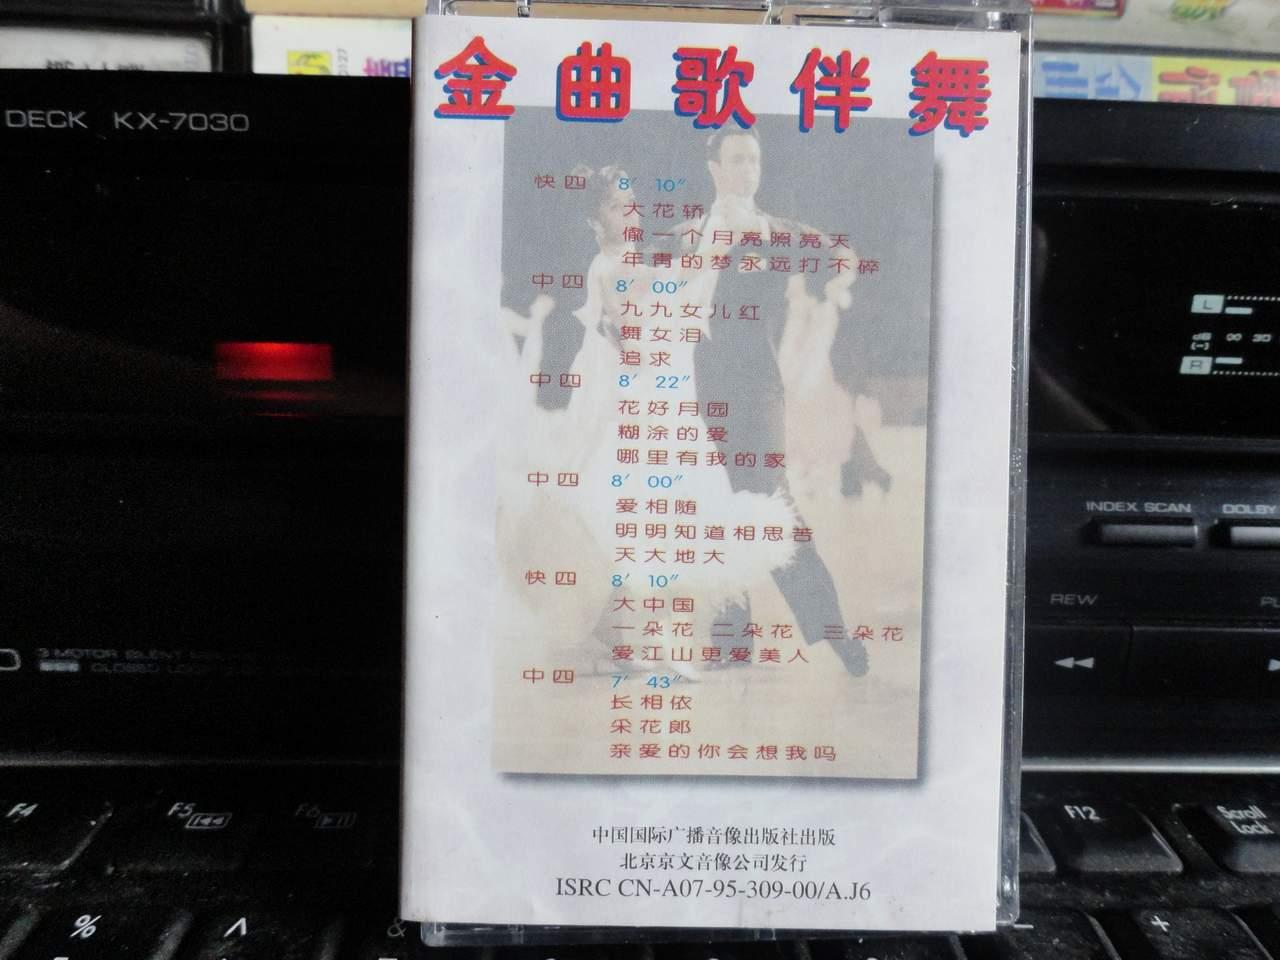 DECK KX-7030
金曲歌伴舞
快四 8′ 10″
大花轿
像一个月亮照亮天
年青的梦永远打不碎
中四 8′ 00″
九九女儿红
舞女泪
追求
中四 8′ 22″
花好月园
糊涂的爱
哪里有我的家
中四 8′ 00″
爱相随
明明知道相思苦
天大地大
快四 8′ 10″
大中国
一朵花 二朵花 三朵花
爱江山更爱美人
中四 7′ 43″
长相依
采花郎
亲爱的你会想我吗
中国国际广播音像出版社出版
北京京文音像公司发行
ISRC CN-A07-95-309-00/A.J6
L
dB
(-)
R
INDEX SCAN
DOLBY
REW
3 MOTOR
F4
F5
F6
F12
Scroll
Lock
%
^
&
+